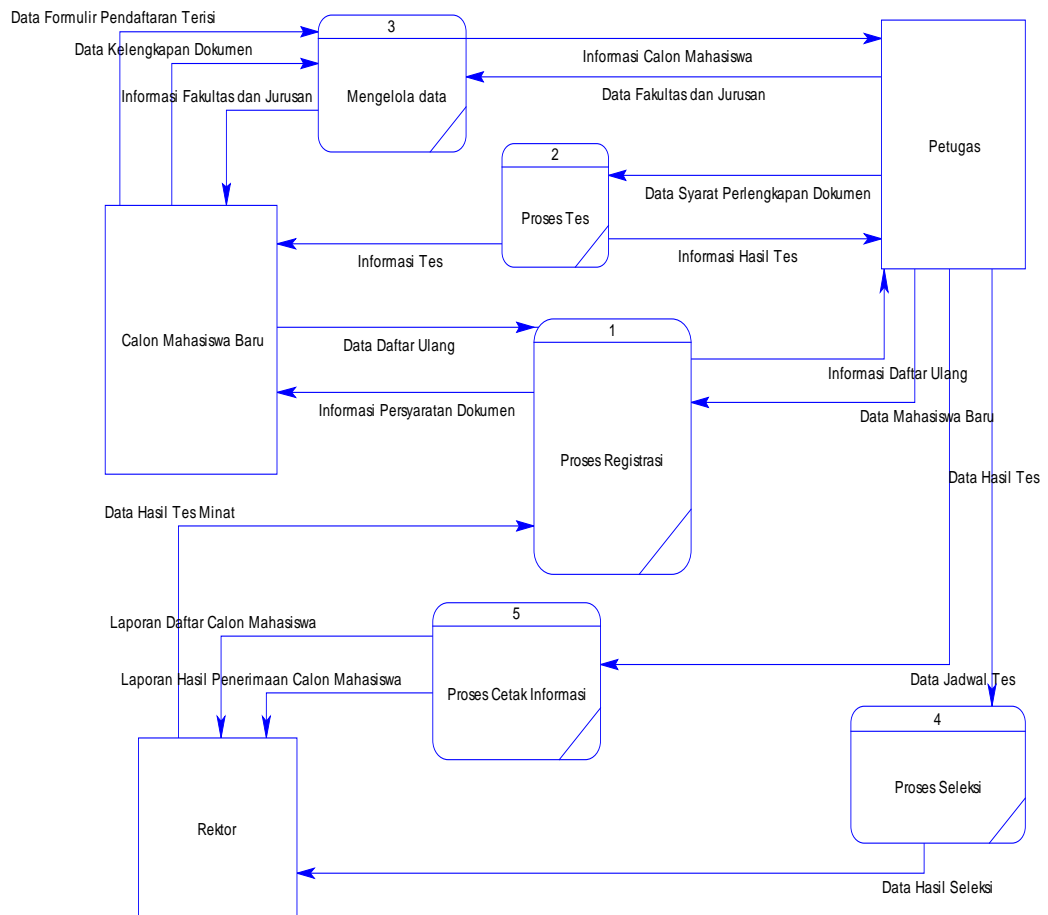 Data Formulir Pendaftaran Terisi
3
Data Kelengkapan Dokumen
Informasi Calon Mahasiswa
Informasi Fakultas dan Jurusan
Mengelola data
Data Fakultas dan Jurusan
Petugas
2
Data Syarat Perlengkapan Dokumen
Proses Tes
Informasi Tes
Informasi Hasil Tes
1
Calon Mahasiswa Baru
Data Daftar Ulang
Informasi Daftar Ulang
Informasi Persyaratan Dokumen
Data Mahasiswa Baru
Proses Registrasi
Data Hasil Tes
Data Hasil Tes Minat
5
Laporan Daftar Calon Mahasiswa
Laporan Hasil Penerimaan Calon Mahasiswa
Proses Cetak Informasi
Data Jadwal Tes
4
Proses Seleksi
Rektor
Data Hasil Seleksi